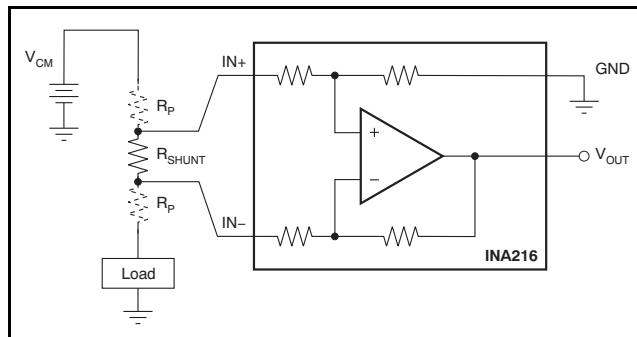 V_CM
R_P
R_SHUNT
R_P
Load
IN+
IN−
+
−
GND
V_OUT
INA216